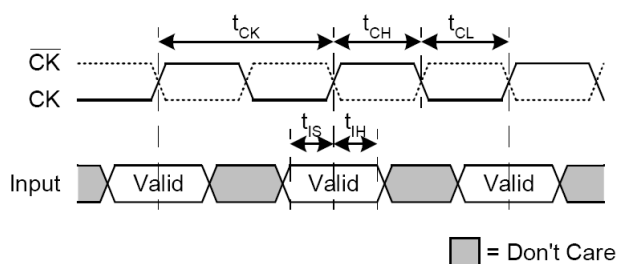 tCK tCH tCL
CK
CK
tIS tIH
Input Valid Valid Valid
= Don't Care